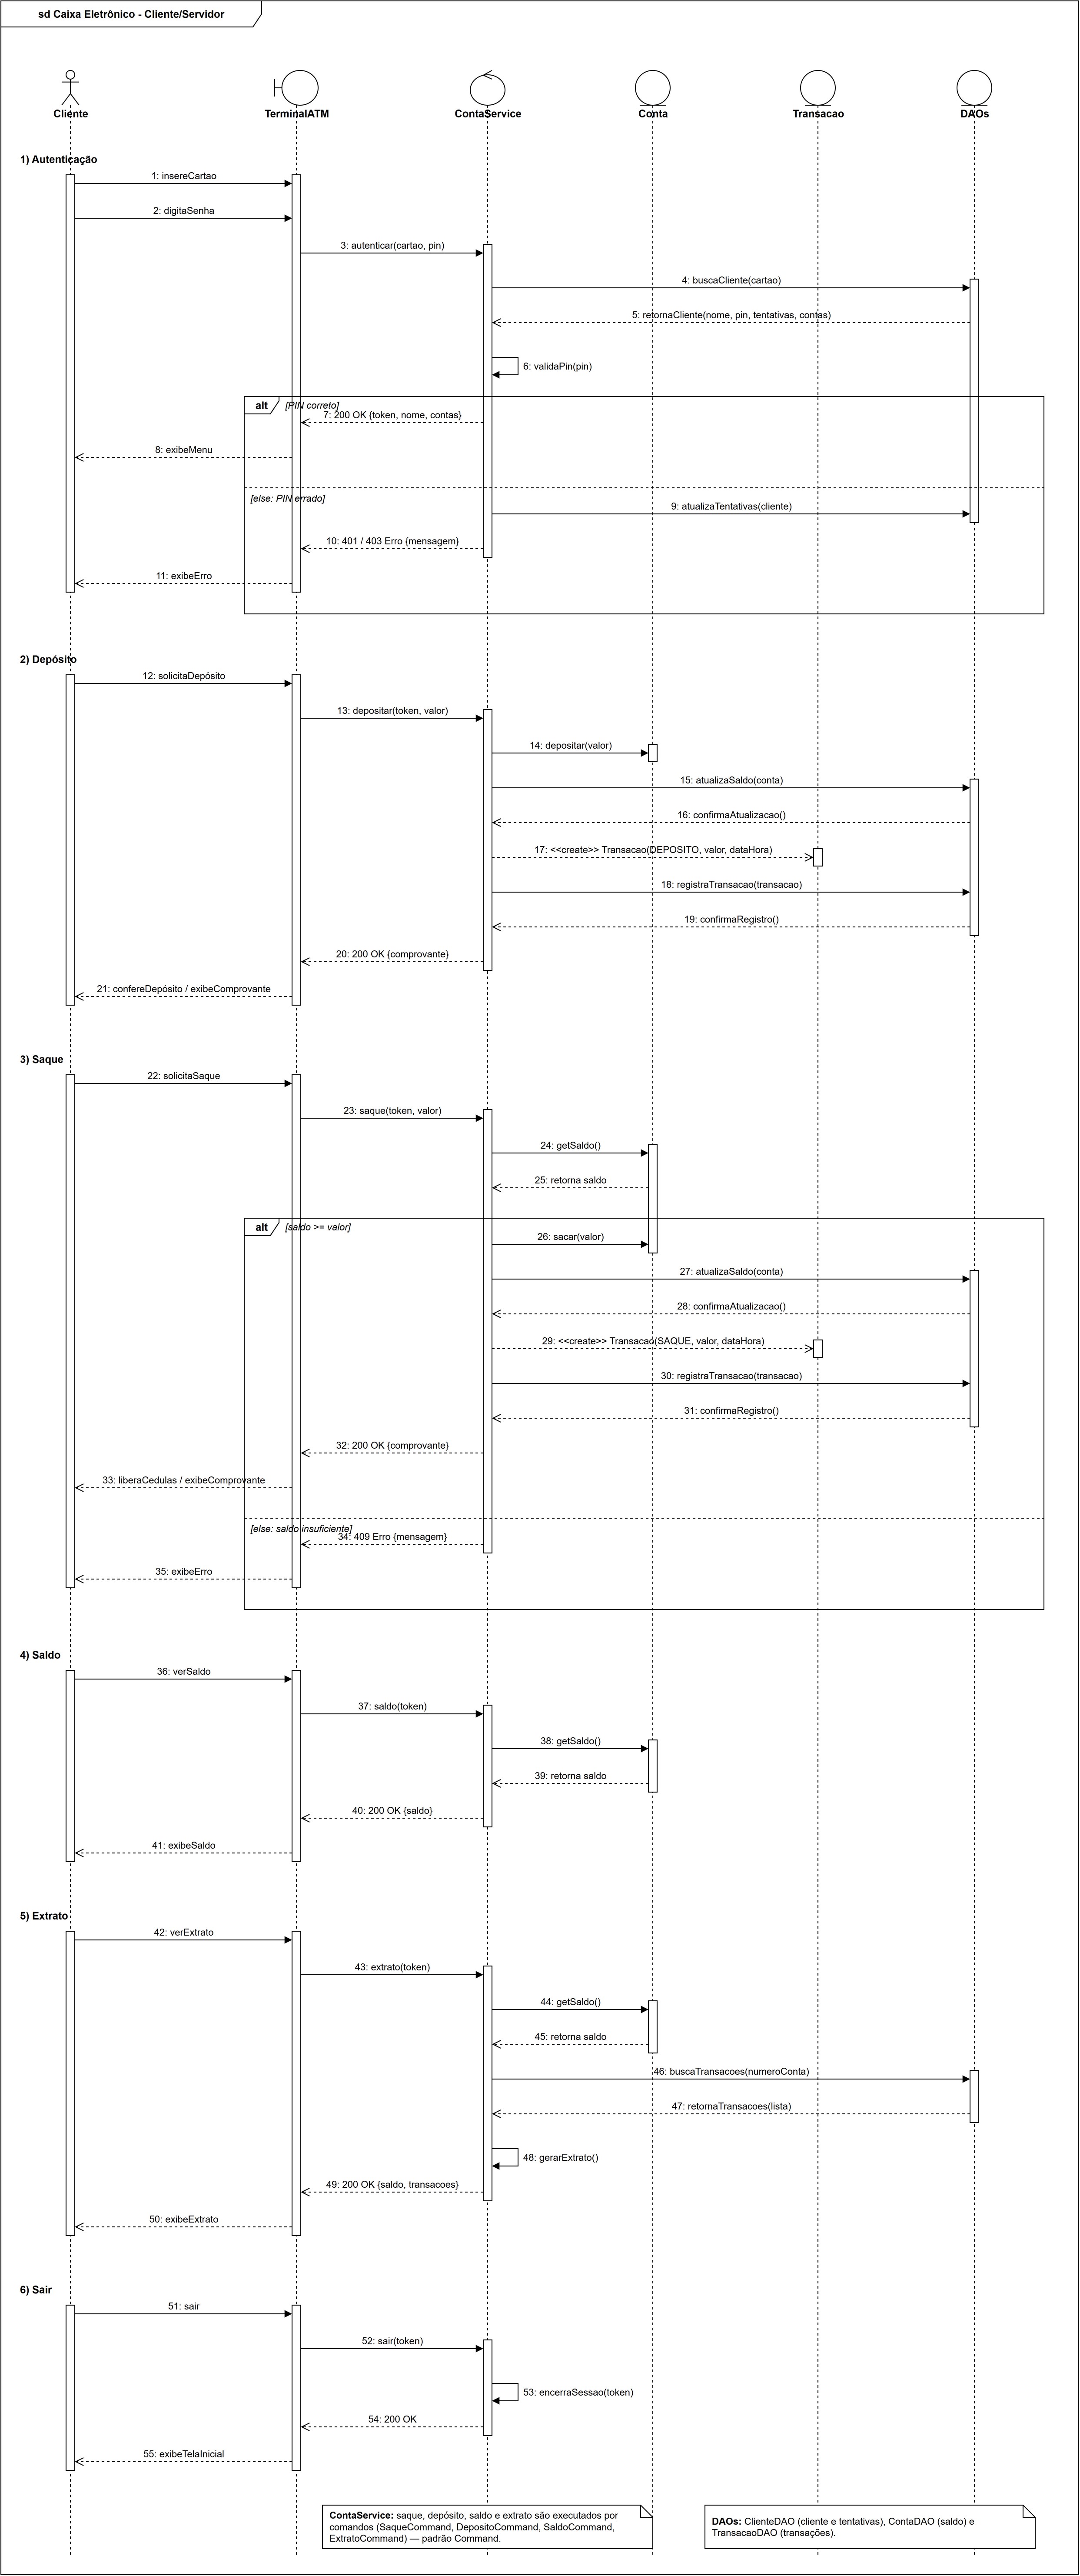 sd Caixa Eletrônico - Cliente/Servidor
Cliente
TerminalATM
ContaService
Conta
Transacao
DAOs
1) Autenticação
1: insereCartao
2: digitaSenha
3: autenticar(cartao, pin)
4: buscaCliente(cartao)
5: retornaCliente(nome, pin, tentativas, contas)
6: validaPin(pin)
alt
[PIN correto]
7: 200 OK {token, nome, contas}
8: exibeMenu
[else: PIN errado]
9: atualizaTentativas(cliente)
10: 401 / 403 Erro {mensagem}
11: exibeErro
2) Depósito
12: solicitaDepósito
13: depositar(token, valor)
14: depositar(valor)
15: atualizaSaldo(conta)
16: confirmaAtualizacao()
17: <<create>> Transacao(DEPOSITO, valor, dataHora)
18: registraTransacao(transacao)
19: confirmaRegistro()
20: 200 OK {comprovante}
21: confereDepósito / exibeComprovante
3) Saque
22: solicitaSaque
23: saque(token, valor)
24: getSaldo()
25: retorna saldo
alt
[saldo >= valor]
26: sacar(valor)
27: atualizaSaldo(conta)
28: confirmaAtualizacao()
29: <<create>> Transacao(SAQUE, valor, dataHora)
30: registraTransacao(transacao)
31: confirmaRegistro()
32: 200 OK {comprovante}
33: liberaCedulas / exibeComprovante
[else: saldo insuficiente]
34: 409 Erro {mensagem}
35: exibeErro
4) Saldo
36: verSaldo
37: saldo(token)
38: getSaldo()
39: retorna saldo
40: 200 OK {saldo}
41: exibeSaldo
5) Extrato
42: verExtrato
43: extrato(token)
44: getSaldo()
45: retorna saldo
46: buscaTransacoes(numeroConta)
47: retornaTransacoes(lista)
48: gerarExtrato()
49: 200 OK {saldo, transacoes}
50: exibeExtrato
6) Sair
51: sair
52: sair(token)
53: encerraSessao(token)
54: 200 OK
55: exibeTelaInicial
ContaService: saque, depósito, saldo e extrato são executados por
comandos (SaqueCommand, DepositoCommand, SaldoCommand,
ExtratoCommand) — padrão Command.
DAOs: ClienteDAO (cliente e tentativas), ContaDAO (saldo) e
TransacaoDAO (transações).